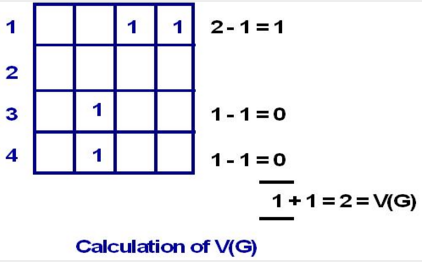 1 1 1 2 - 1 = 1
2
3 1 1 - 1 = 0
4 1 1 - 1 = 0
1 + 1 = 2 = V(G)
Calculation of V(G)